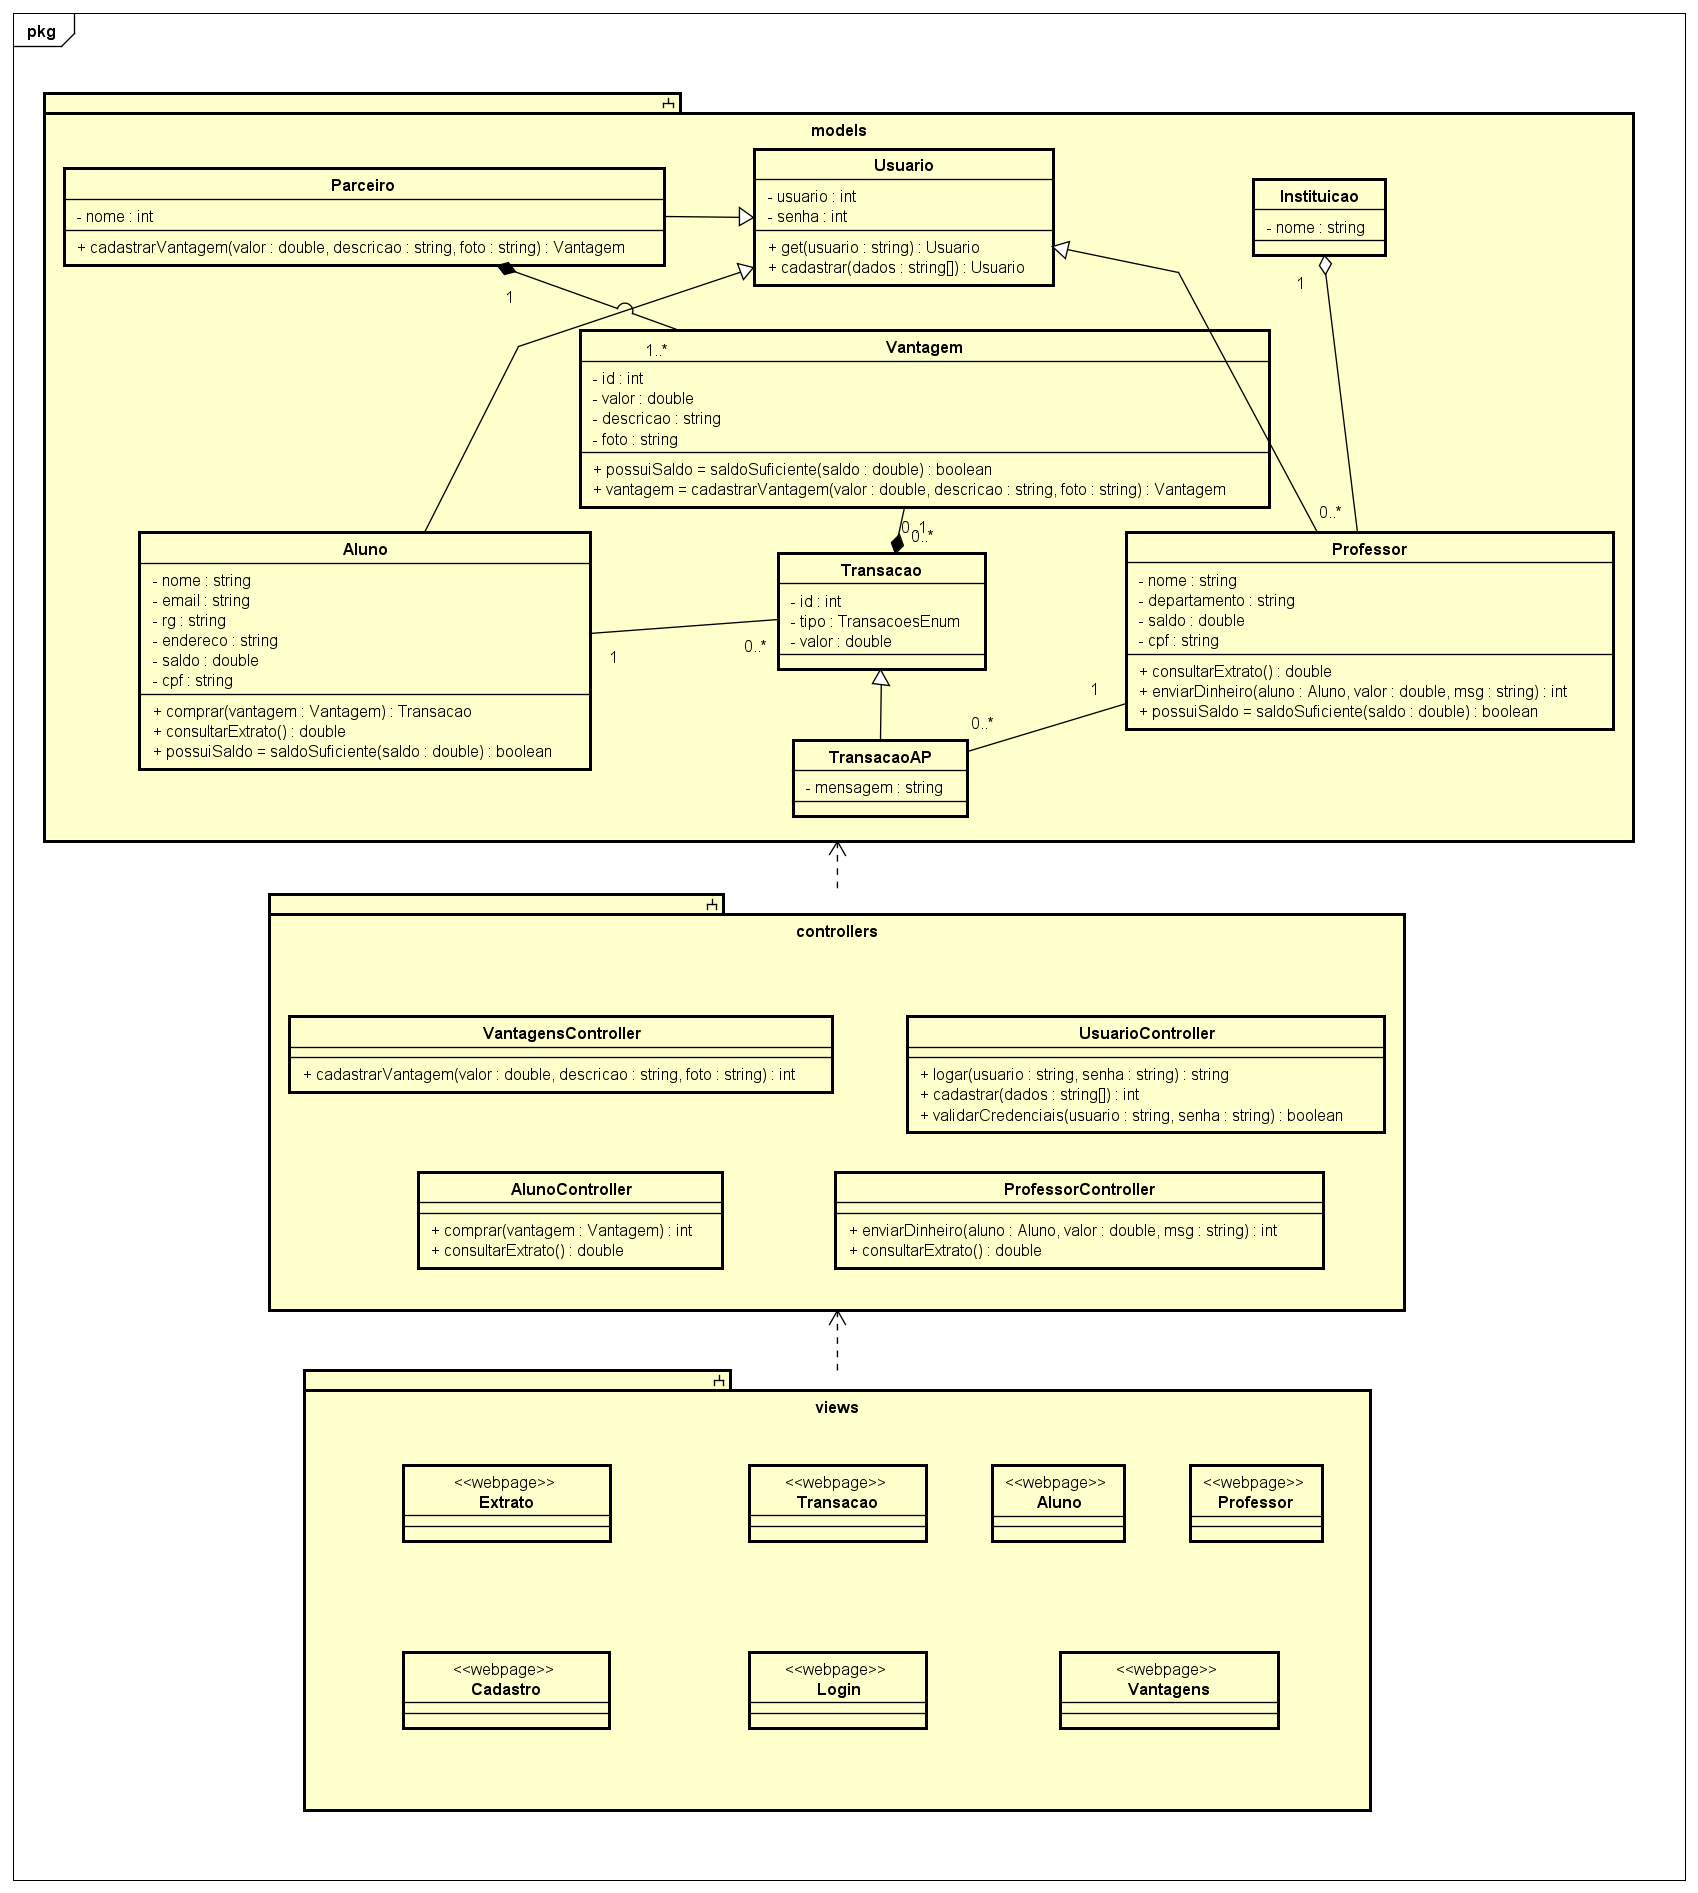 pkg
models
Parceiro
- nome : int
+ cadastrarVantagem(valor : double, descricao : string, foto : string) : Vantagem
Usuario
- usuario : int
- senha : int
+ get(usuario : string) : Usuario
+ cadastrar(dados : string[]) : Usuario
Instituicao
- nome : string
1
1
1..*
Vantagem
- id : int
- valor : double
- descricao : string
- foto : string
+ possuiSaldo = saldoSuficiente(saldo : double) : boolean
+ vantagem = cadastrarVantagem(valor : double, descricao : string, foto : string) : Vantagem
0..*
0..1
0..*
Aluno
- nome : string
- email : string
- rg : string
- endereco : string
- saldo : double
- cpf : string
+ comprar(vantagem : Vantagem) : Transacao
+ consultarExtrato() : double
+ possuiSaldo = saldoSuficiente(saldo : double) : boolean
1
0..*
Transacao
- id : int
- tipo : TransacoesEnum
- valor : double
Professor
- nome : string
- departamento : string
- saldo : double
- cpf : string
+ consultarExtrato() : double
+ enviarDinheiro(aluno : Aluno, valor : double, msg : string) : int
+ possuiSaldo = saldoSuficiente(saldo : double) : boolean
1
0..*
TransacaoAP
- mensagem : string
controllers
VantagensController
+ cadastrarVantagem(valor : double, descricao : string, foto : string) : int
UsuarioController
+ logar(usuario : string, senha : string) : string
+ cadastrar(dados : string[]) : int
+ validarCredenciais(usuario : string, senha : string) : boolean
AlunoController
+ comprar(vantagem : Vantagem) : int
+ consultarExtrato() : double
ProfessorController
+ enviarDinheiro(aluno : Aluno, valor : double, msg : string) : int
+ consultarExtrato() : double
views
<<webpage>>
Extrato
<<webpage>>
Transacao
<<webpage>>
Aluno
<<webpage>>
Professor
<<webpage>>
Cadastro
<<webpage>>
Login
<<webpage>>
Vantagens